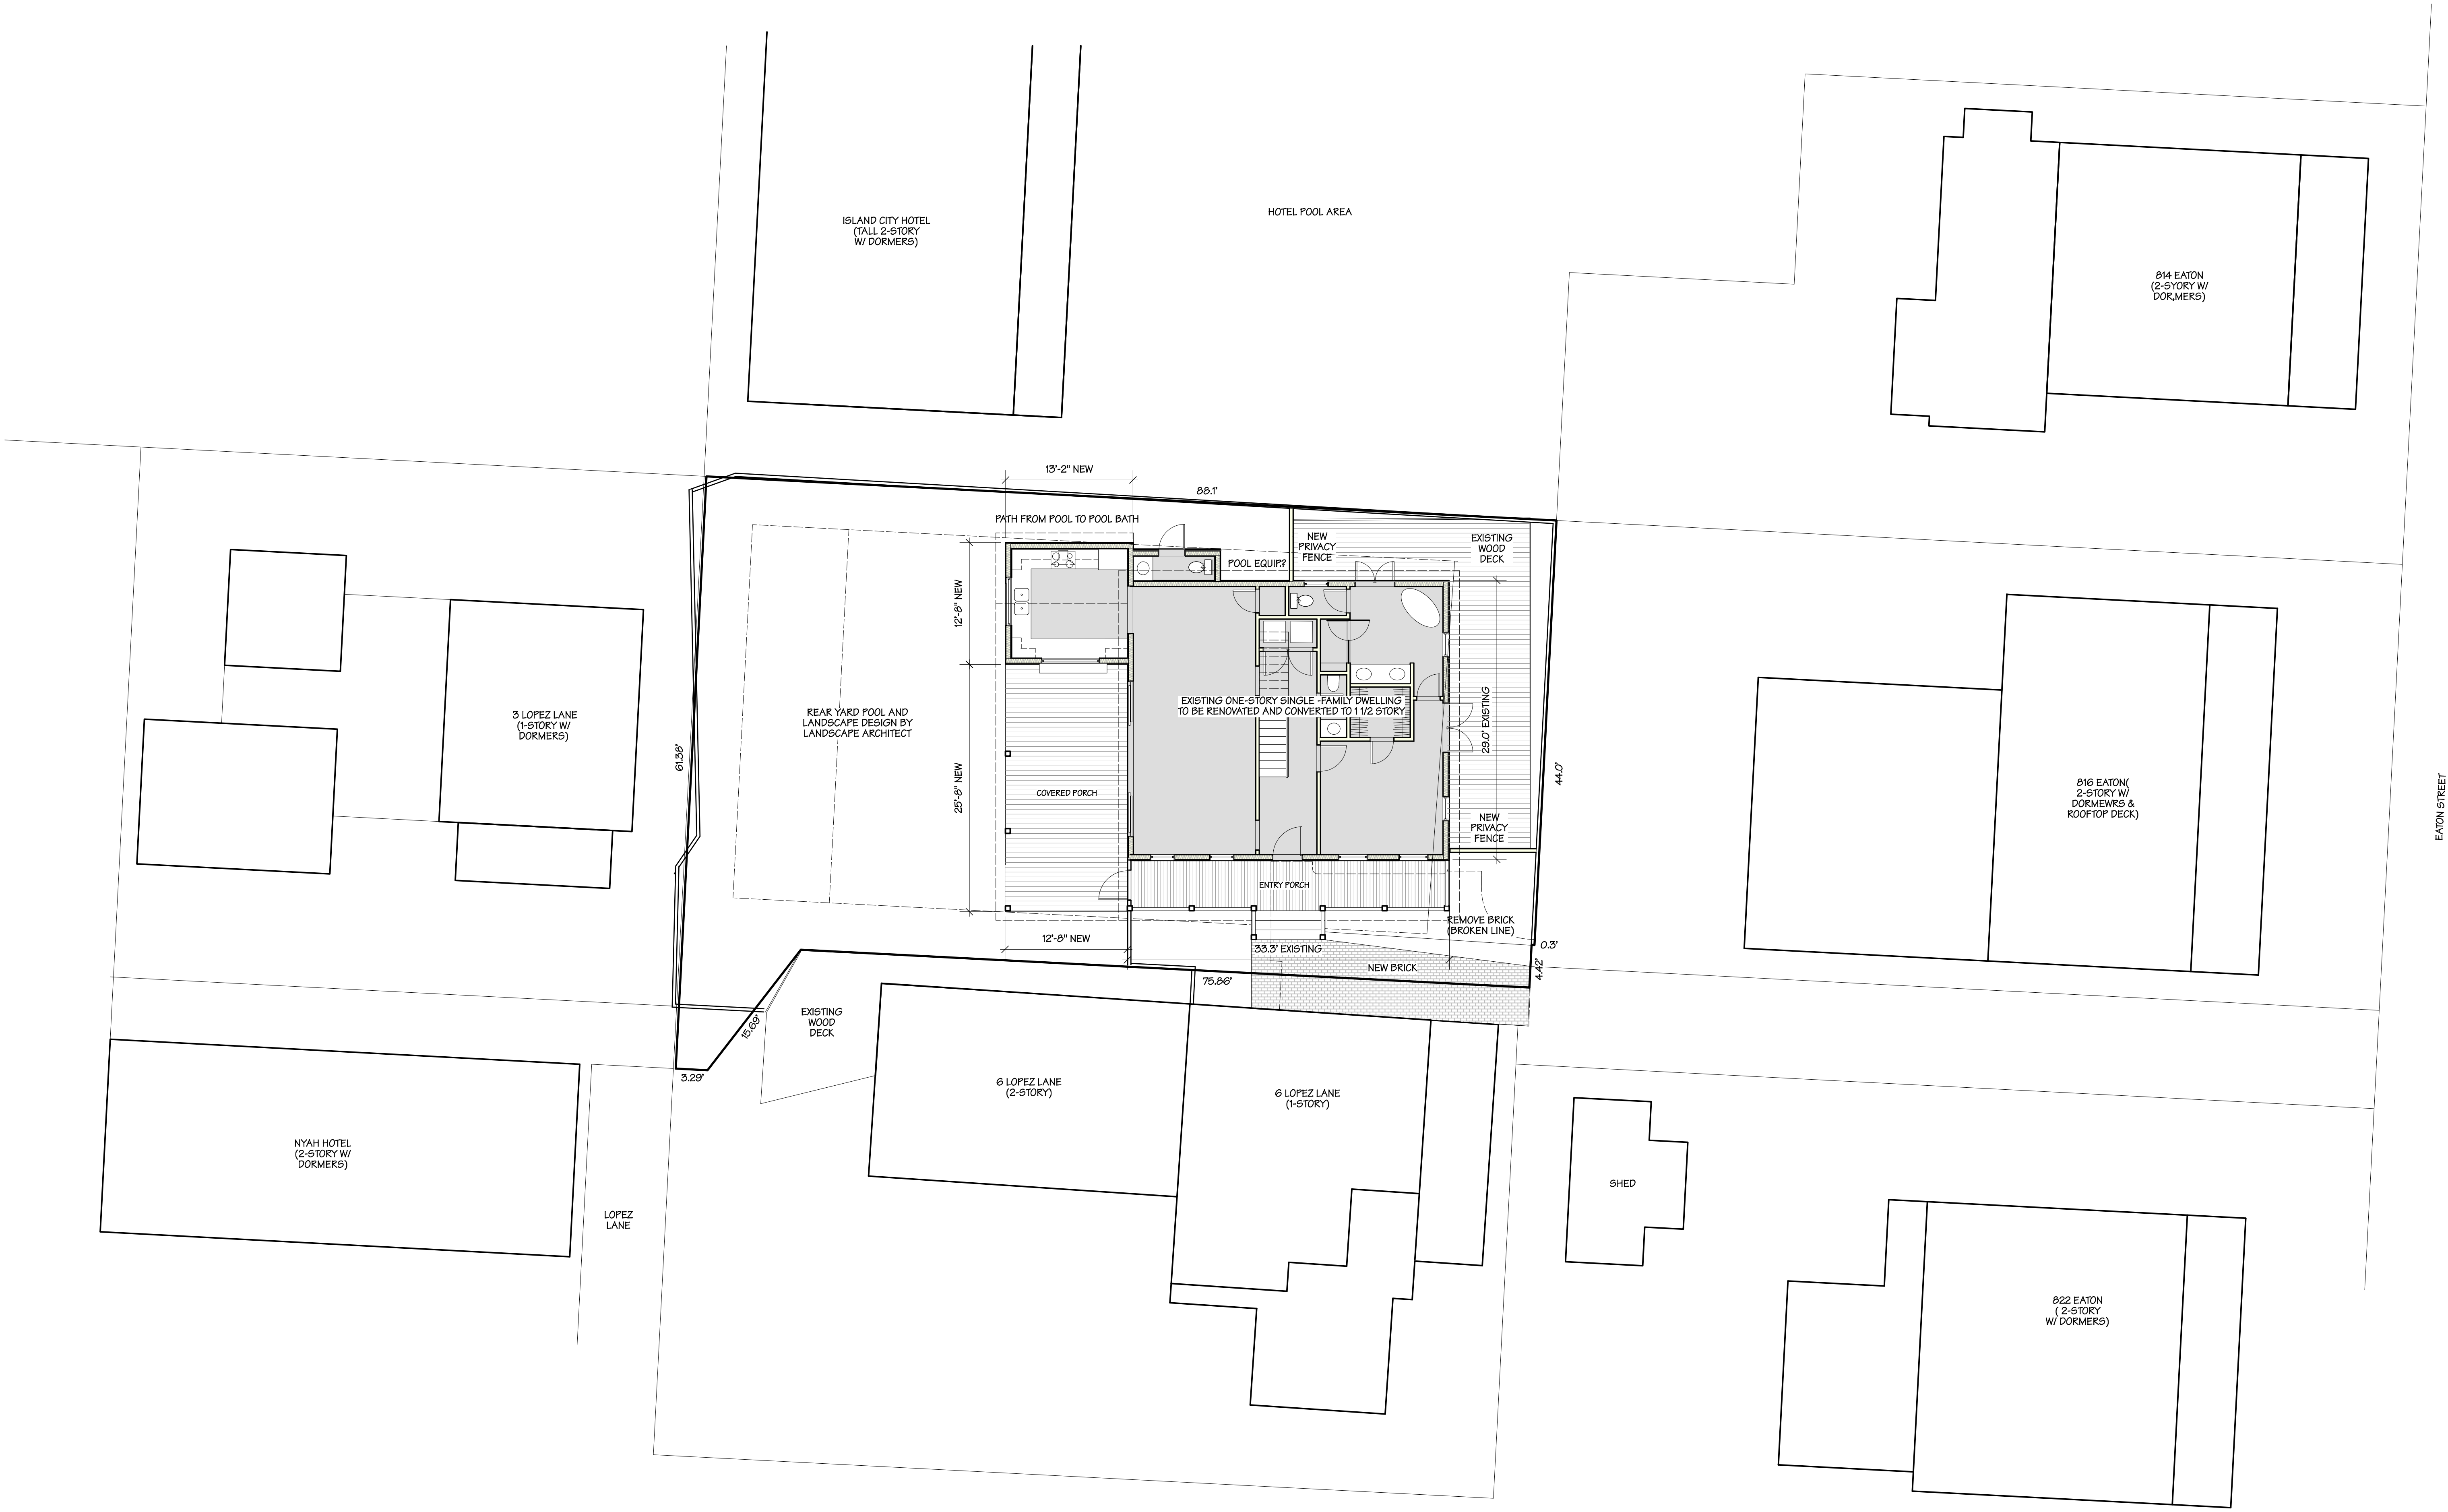 ISLAND CITY HOTEL
(TALL 2-STORY
W/ DORMERS)
HOTEL POOL AREA
814 EATON
(2-SYORY W/
DOR,MERS)
13'-2" NEW
88.1'
PATH FROM POOL TO POOL BATH
NEW
PRIVACY
FENCE
EXISTING
WOOD
DECK
POOL EQUIP.?
12'-8" NEW
3 LOPEZ LANE
(1-STORY W/
DORMERS)
REAR YARD POOL AND
LANDSCAPE DESIGN BY
LANDSCAPE ARCHITECT
EXISTING ONE-STORY SINGLE -FAMILY DWELLING
TO BE RENOVATED AND CONVERTED TO 1 1/2 STORY
29.0' EXISTING
61.38'
25'-8" NEW
COVERED PORCH
44.0'
816 EATON(
2-STORY W/
DORMEWRS &
ROOFTOP DECK)
EATON STREET
NEW
PRIVACY
FENCE
ENTRY PORCH
REMOVE BRICK
(BROKEN LINE)
12'-8" NEW
33.3' EXISTING
0.3'
4.42'
NEW BRICK
75.86'
EXISTING
WOOD
DECK
15.69'
3.29'
6 LOPEZ LANE
(2-STORY)
6 LOPEZ LANE
(1-STORY)
NYAH HOTEL
(2-STORY W/
DORMERS)
LOPEZ
LANE
SHED
822 EATON
( 2-STORY
W/ DORMERS)